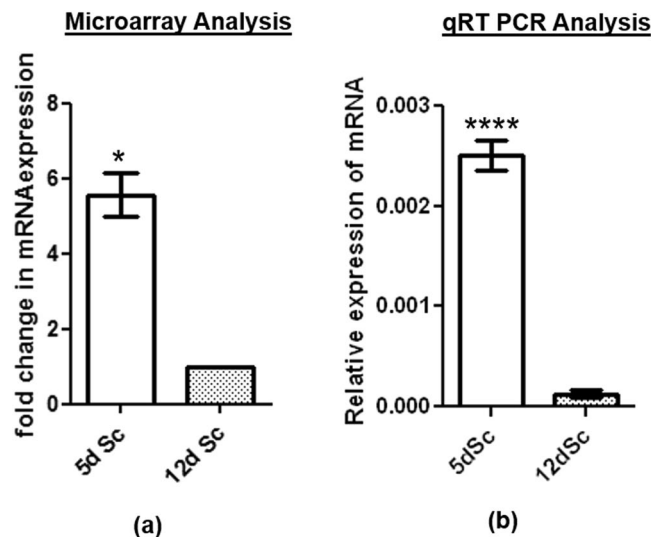 Microarray Analysis
fold change in mRNAexpression
8
6
4
2
0
*
5d Sc
12d Sc
(a)
qRT PCR Analysis
Relative expression of mRNA
0.003
0.002
0.001
0.000
****
5dSc
12dSc
(b)